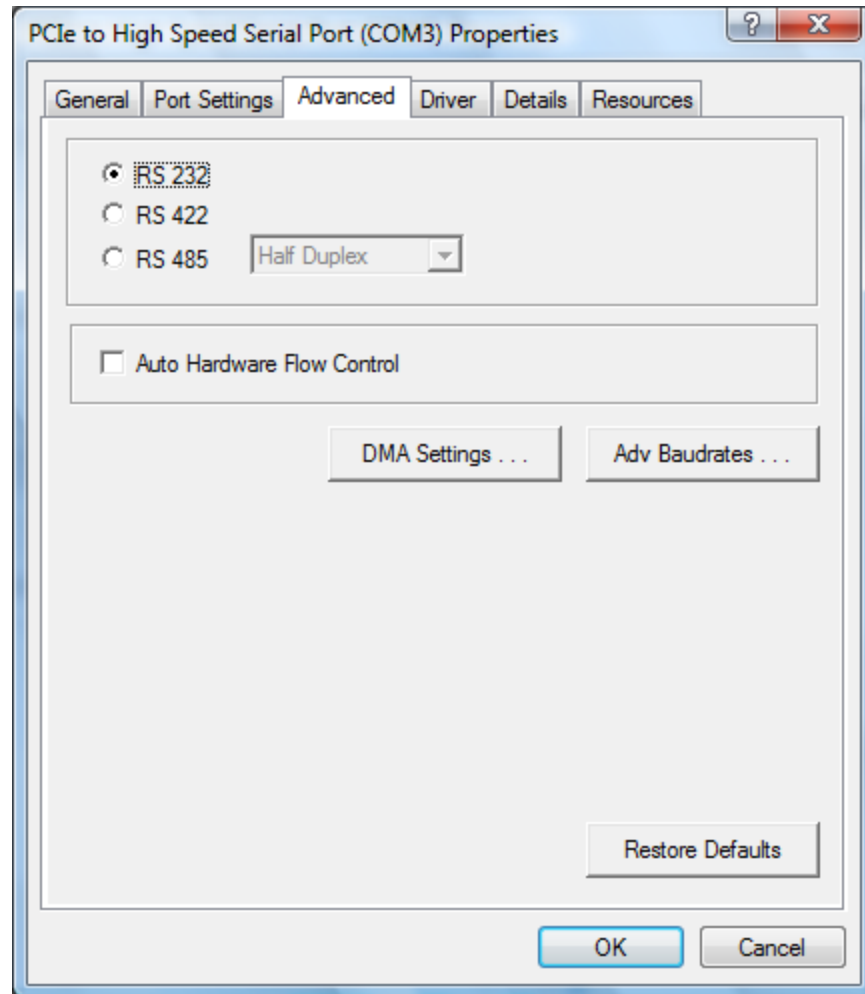 PCIe to High Speed Serial Port (COM3) Properties
? X
General Port Settings Advanced Driver Details Resources
RS 232
RS 422
RS 485 Half Duplex
Auto Hardware Flow Control
DMA Settings . . . Adv Baudrates . . .
Restore Defaults
OK Cancel